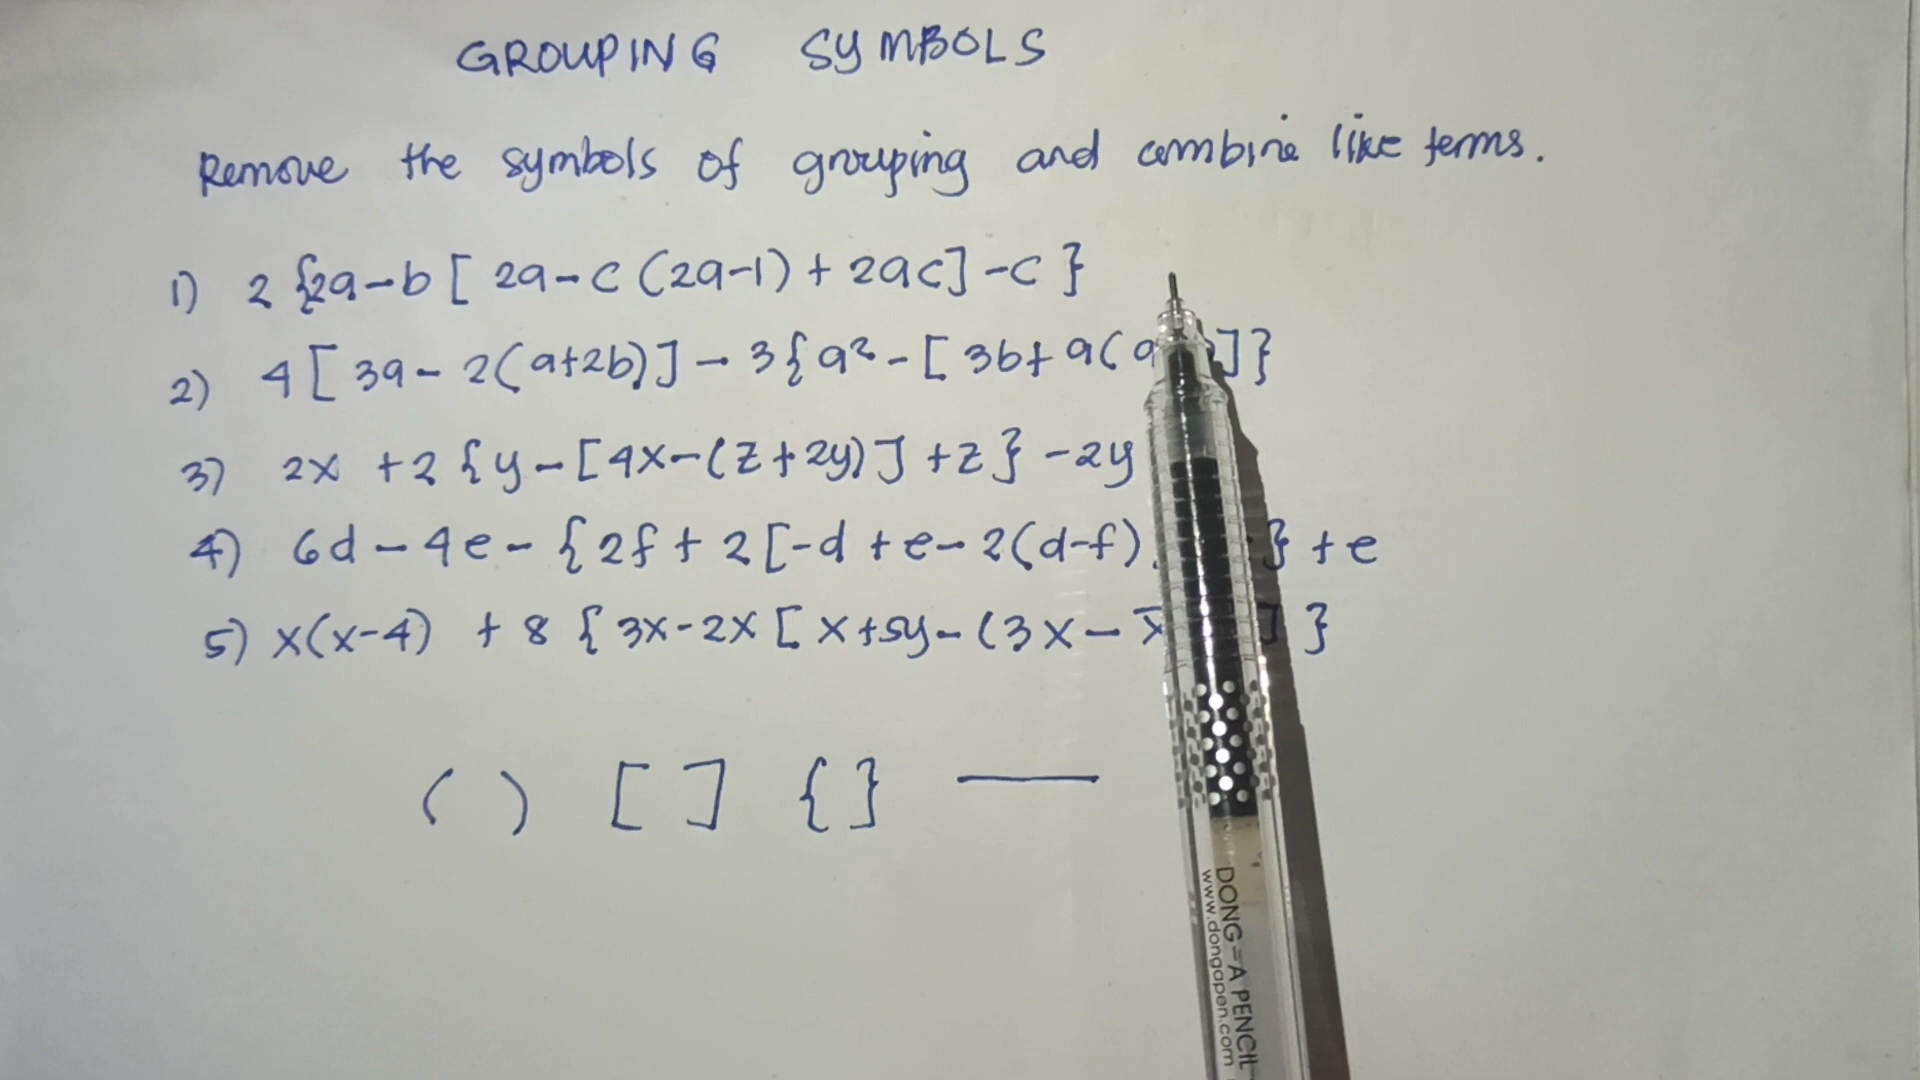 GROUPING SYMBOLS
Remove the symbols of grouping and combine like terms.
1) 2 {2a-b [ 2a-c (2a-1) + 2ac] -c }
2) 4 [ 3a- 2(a+2b)] - 3{a²- [ 3b+ a(a ]}
3) 2x +2 {y-[4x-(z+2y)] +z} -2y
4) 6d-4e- {2f + 2[-d +e-2(d-f) } +e
5) x(x-4) + 8 {3x-2x [x+5y-(3x- ] }
( ) [ ] { }
DONG-A PENCIL
www.dongapen.com